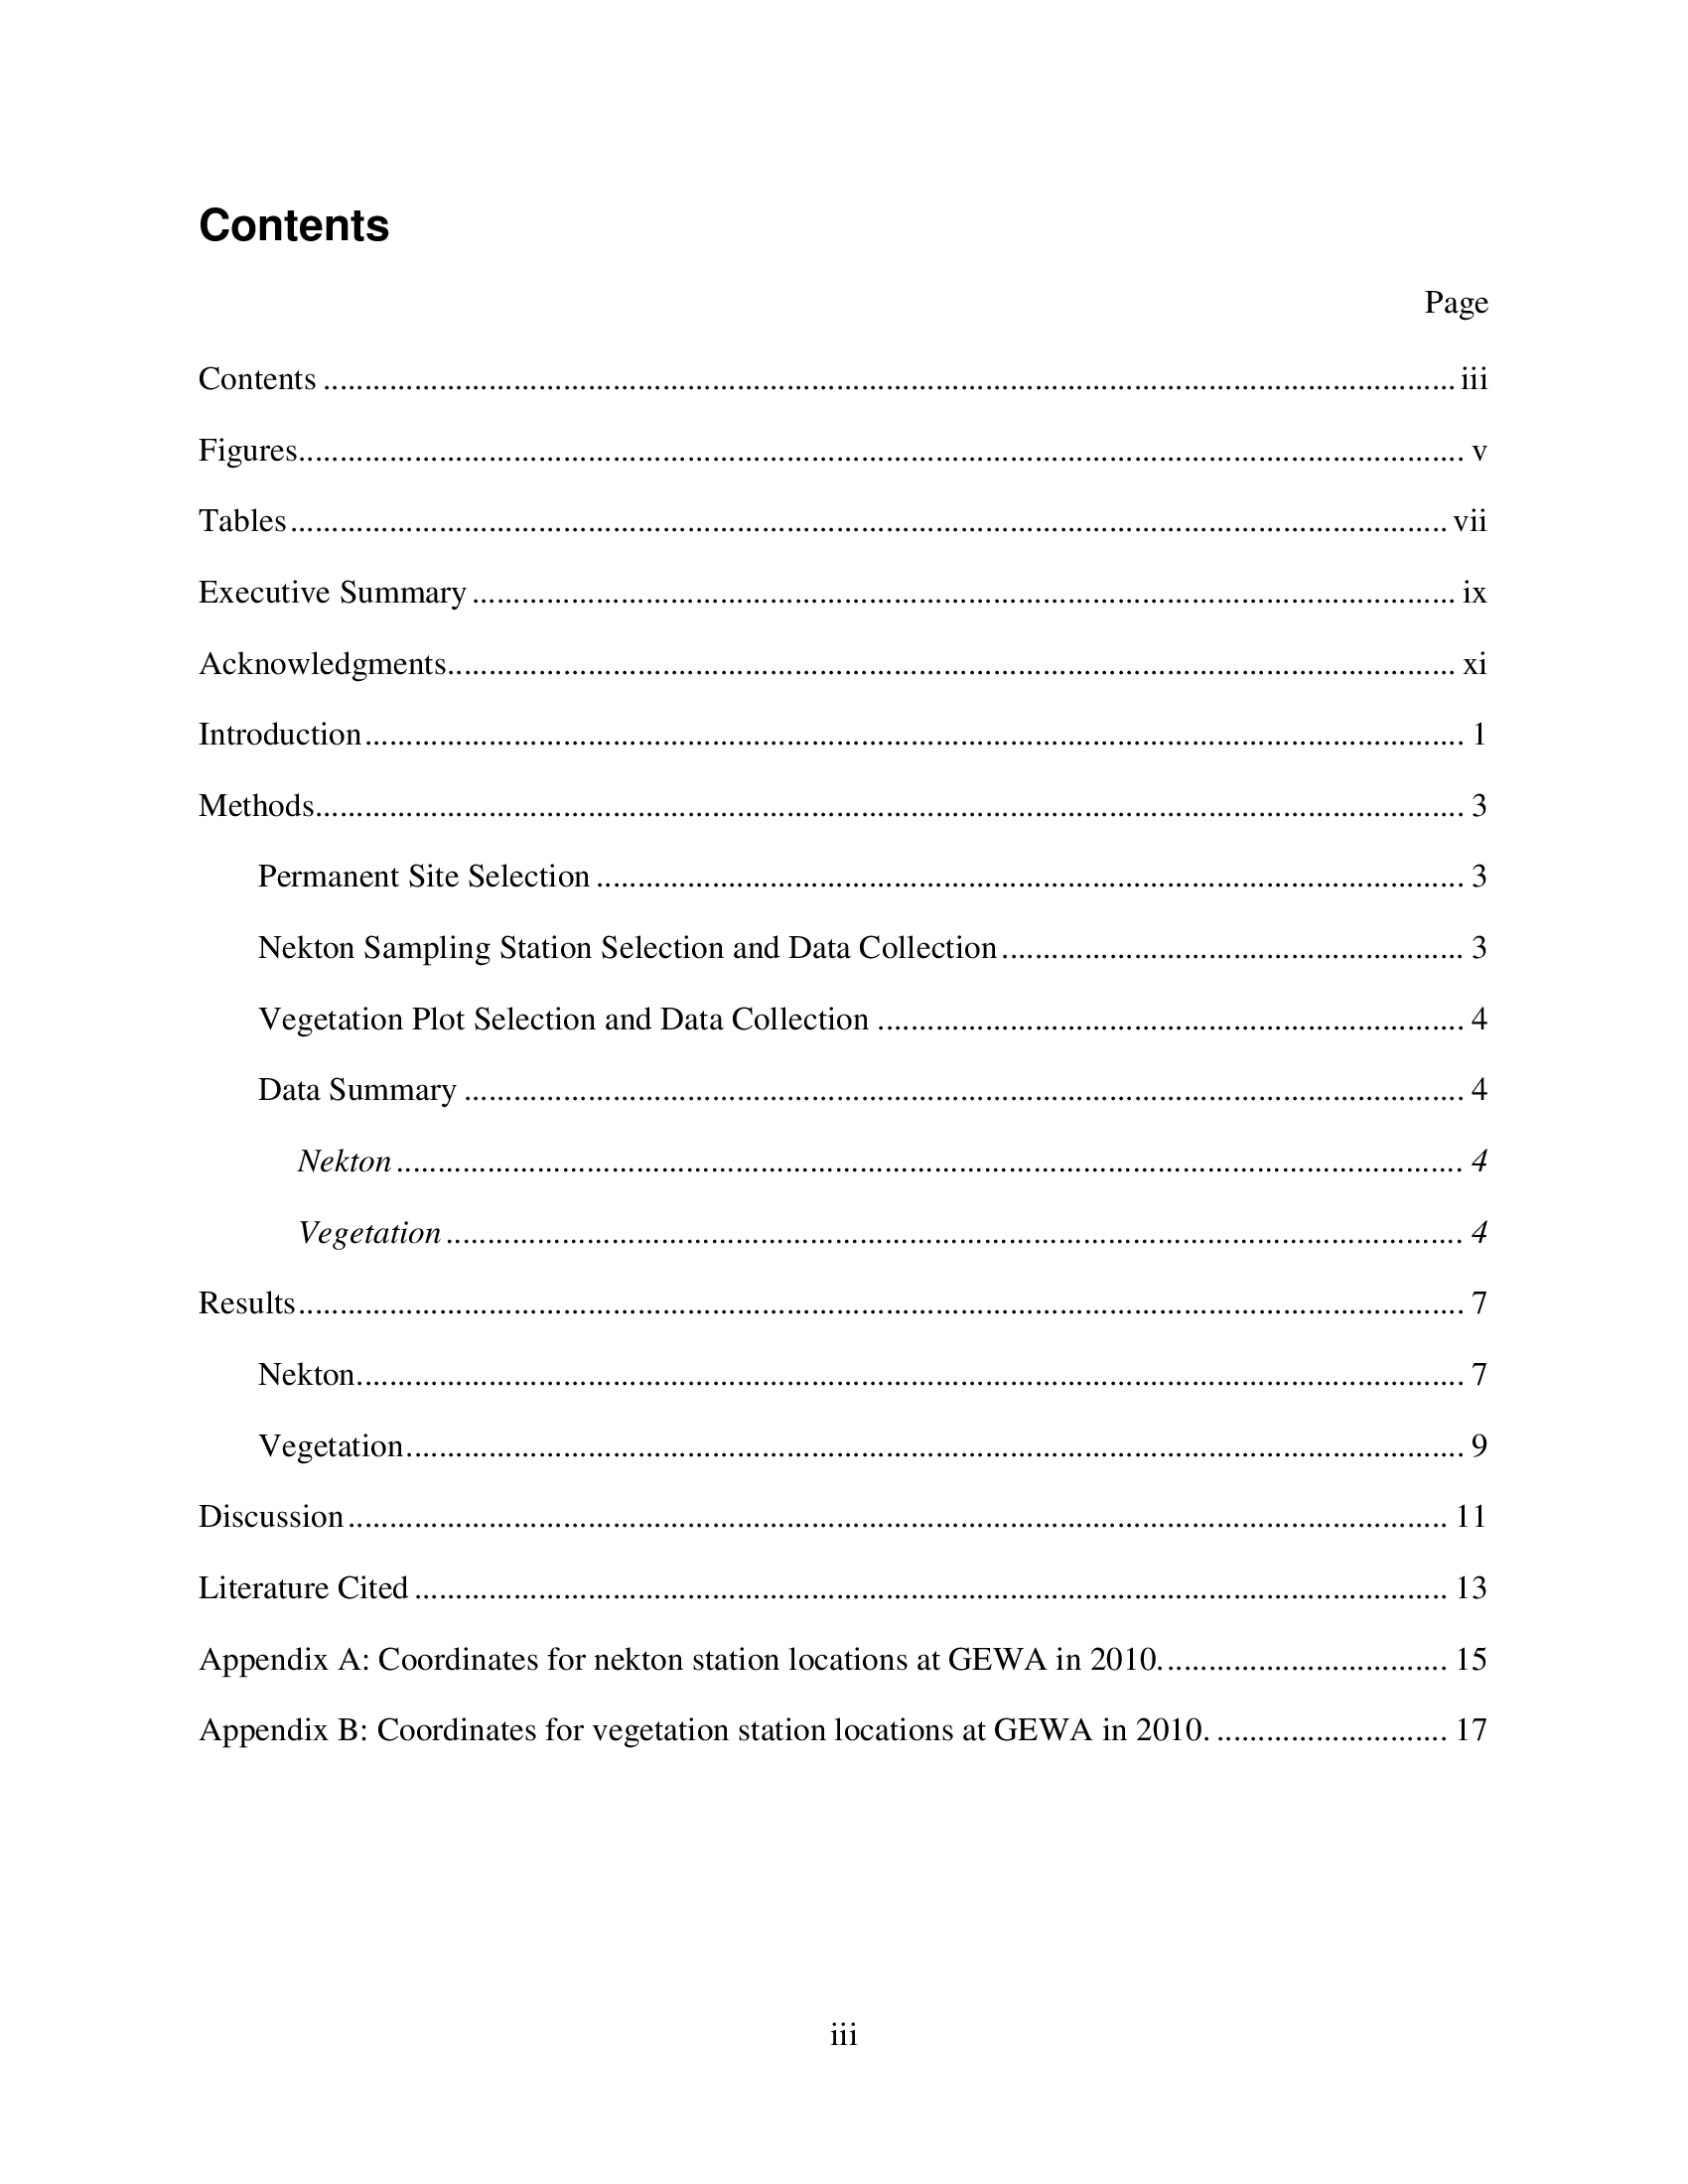 Contents
Page
Contents ........................................................................................................................................ iii
Figures............................................................................................................................................ v
Tables ........................................................................................................................................... vii
Executive Summary ...................................................................................................................... ix
Acknowledgments......................................................................................................................... xi
Introduction .................................................................................................................................... 1
Methods.......................................................................................................................................... 3
Permanent Site Selection ........................................................................................................ 3
Nekton Sampling Station Selection and Data Collection ....................................................... 3
Vegetation Plot Selection and Data Collection ...................................................................... 4
Data Summary ........................................................................................................................ 4
Nekton ................................................................................................................................ 4
Vegetation .......................................................................................................................... 4
Results ............................................................................................................................................ 7
Nekton..................................................................................................................................... 7
Vegetation............................................................................................................................... 9
Discussion .................................................................................................................................... 11
Literature Cited ............................................................................................................................ 13
Appendix A: Coordinates for nekton station locations at GEWA in 2010. ................................. 15
Appendix B: Coordinates for vegetation station locations at GEWA in 2010. ........................... 17
iii